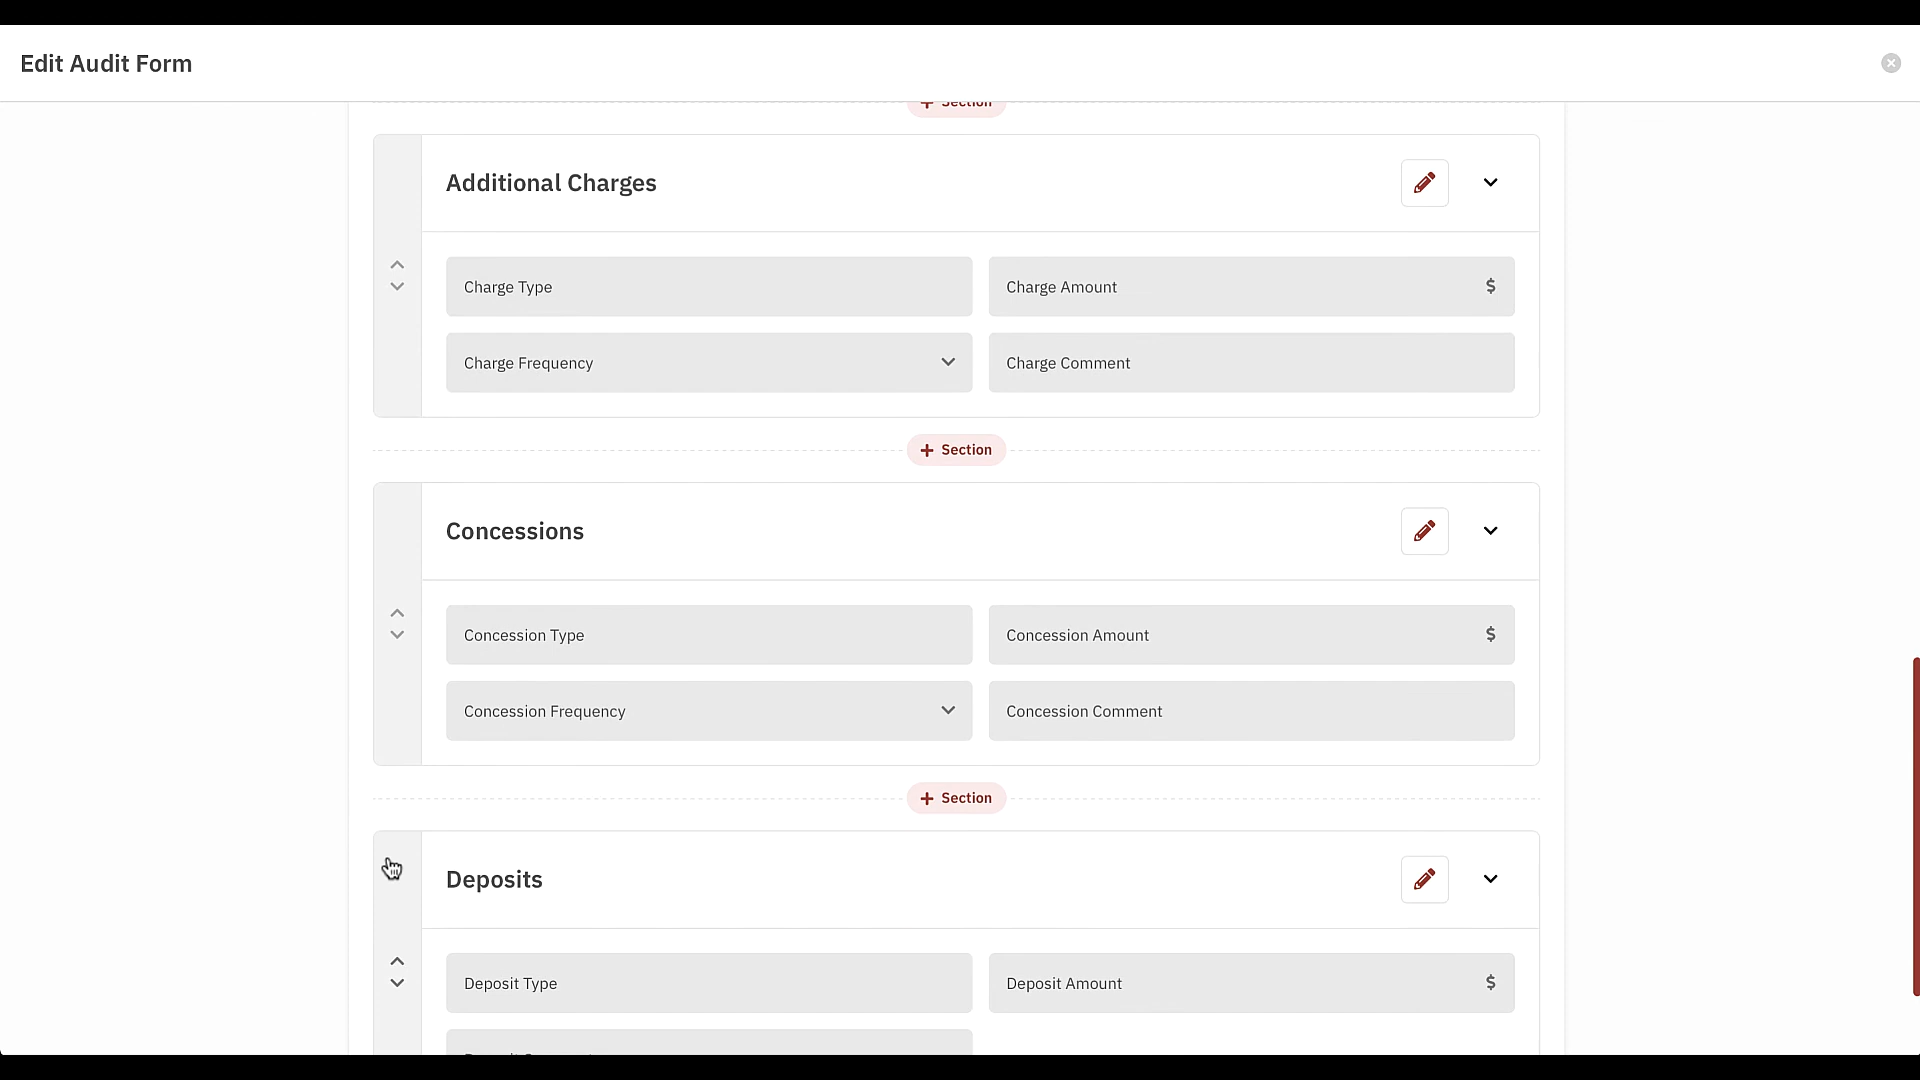 Edit Audit Form
Section
Additional Charges
Charge Type
Charge Amount $
Charge Frequency
Charge Comment
Section
Concessions
Concession Type
Concession Amount $
Concession Frequency
Concession Comment
Section
Deposits
Deposit Type
Deposit Amount $